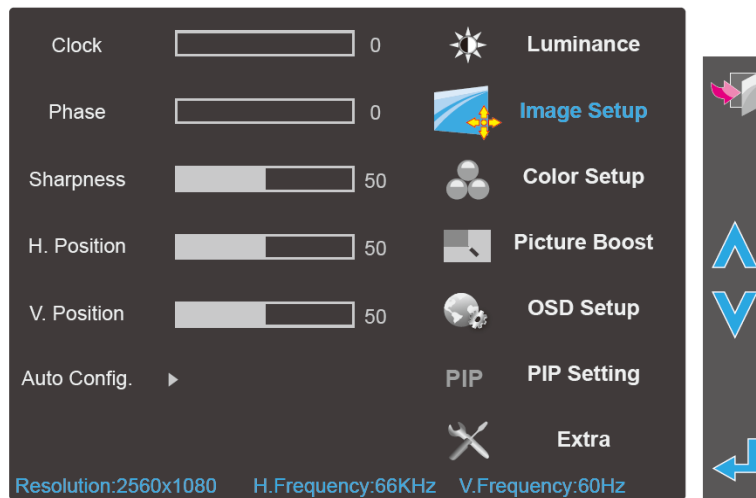 Clock 0 Luminance
Phase 0 Image Setup
Sharpness 50 Color Setup
H. Position 50 Picture Boost
V. Position 50 OSD Setup
Auto Config. PIP PIP Setting
Extra
Resolution:2560x1080 H.Frequency:66KHz V.Frequency:60Hz